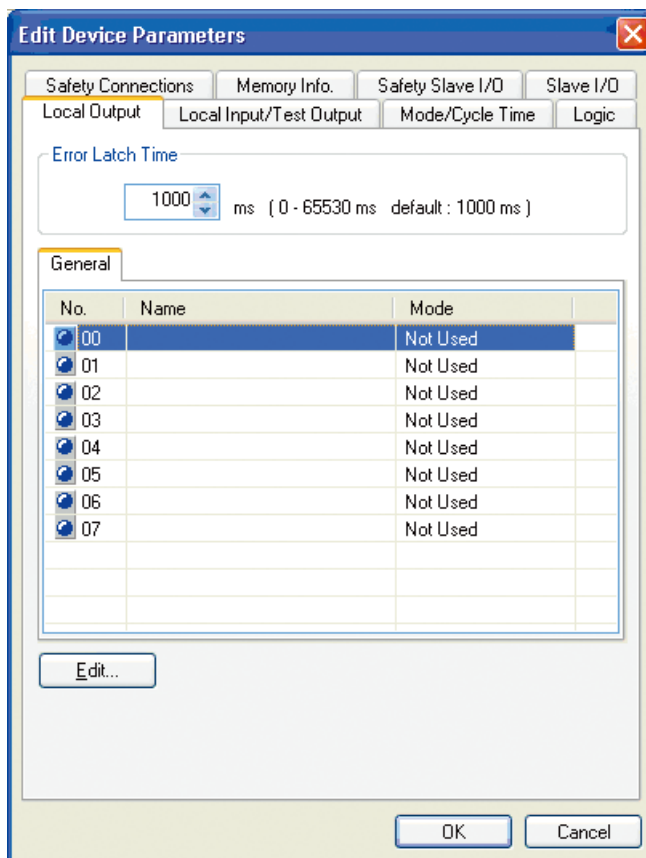 Edit Device Parameters
Safety Connections Memory Info. Safety Slave I/O Slave I/O
Local Output Local Input/Test Output Mode/Cycle Time Logic
Error Latch Time
1000 ms ( 0 - 65530 ms default : 1000 ms )
General
No. Name Mode
00 Not Used
01 Not Used
02 Not Used
03 Not Used
04 Not Used
05 Not Used
06 Not Used
07 Not Used
Edit...
OK Cancel